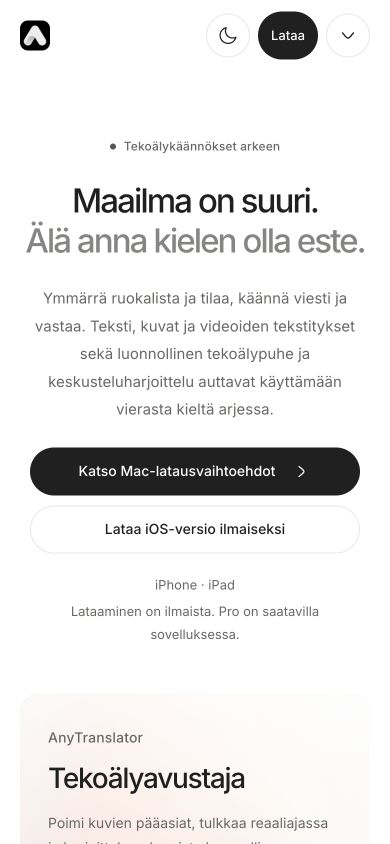 Lataa
Tekoälykäännökset arkeen
Maailma on suuri.
Älä anna kielen olla este.
Ymmärrä ruokalista ja tilaa, käännä viesti ja
vastaa. Teksti, kuvat ja videoiden tekstitykset
sekä luonnollinen tekoälypuhe ja
keskusteluharjoittelu auttavat käyttämään
vierasta kieltä arjessa.
Katso Mac-latausvaihtoehdot
Lataa iOS-versio ilmaiseksi
iPhone · iPad
Lataaminen on ilmaista. Pro on saatavilla
sovelluksessa.
AnyTranslator
Tekoälyavustaja
Poimi kuvien pääasiat, tulkkaa reaaliajassa